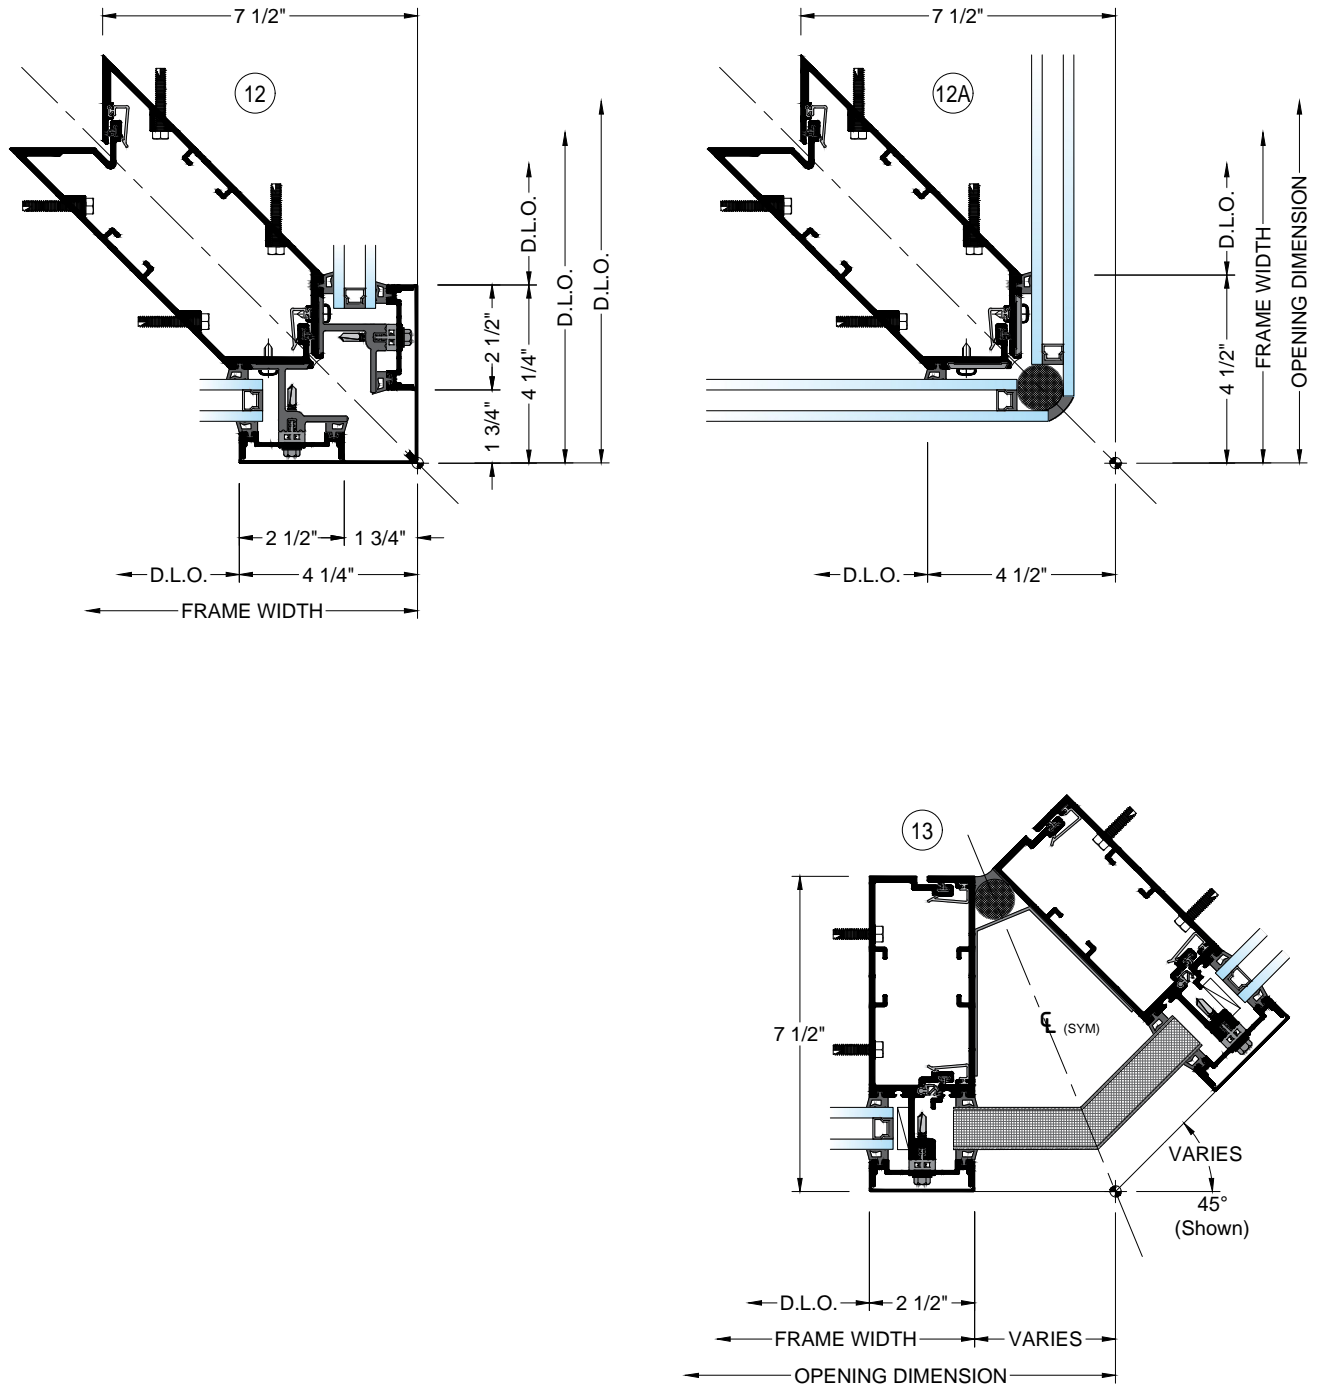 7 1/2"
12
D.L.O.
D.L.O.
D.L.O.
2 1/2"
4 1/4"
1 3/4"
2 1/2"
1 3/4"
D.L.O.
4 1/4"
FRAME WIDTH
7 1/2"
12A
D.L.O.
FRAME WIDTH
OPENING DIMENSION
4 1/2"
D.L.O.
4 1/2"
13
7 1/2"
℄ (SYM)
VARIES
45°
(Shown)
D.L.O.
2 1/2"
FRAME WIDTH
VARIES
OPENING DIMENSION